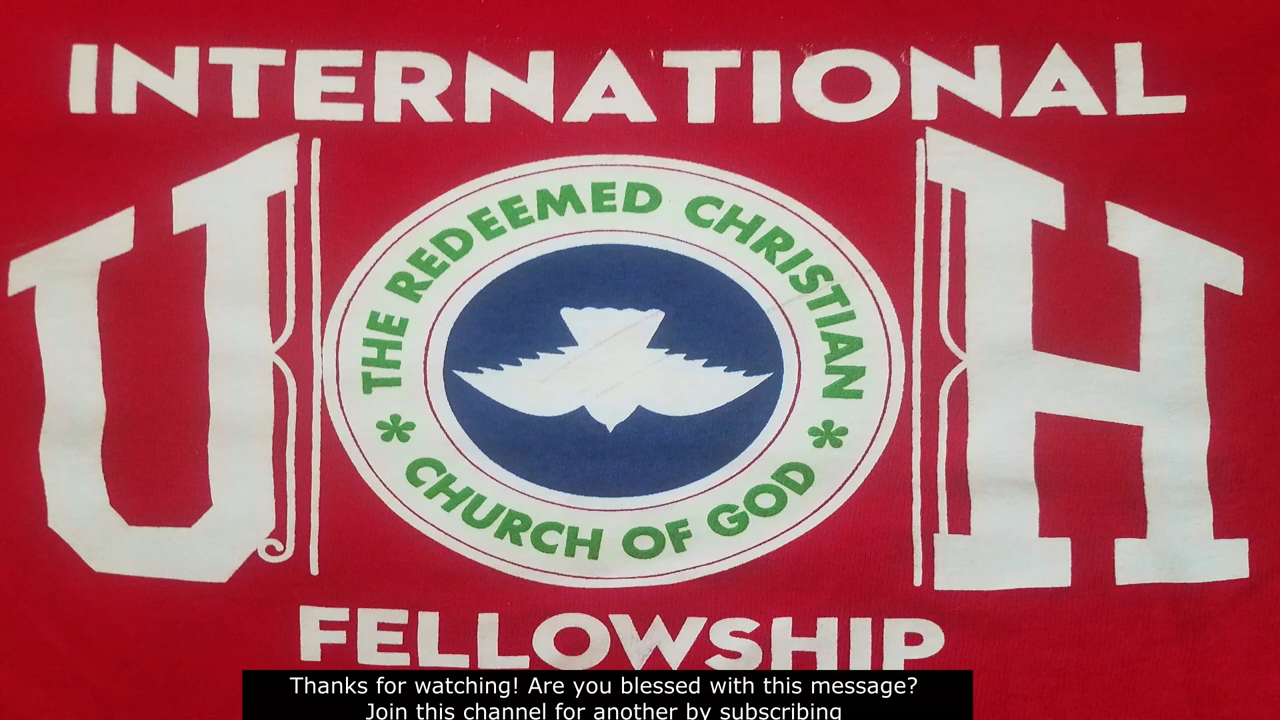 INTERNATIONAL
U H
THE REDEEMED CHRISTIAN
* CHURCH OF GOD *
FELLOWSHIP
Thanks for watching! Are you blessed with this message?
Join this channel for another by subscribing